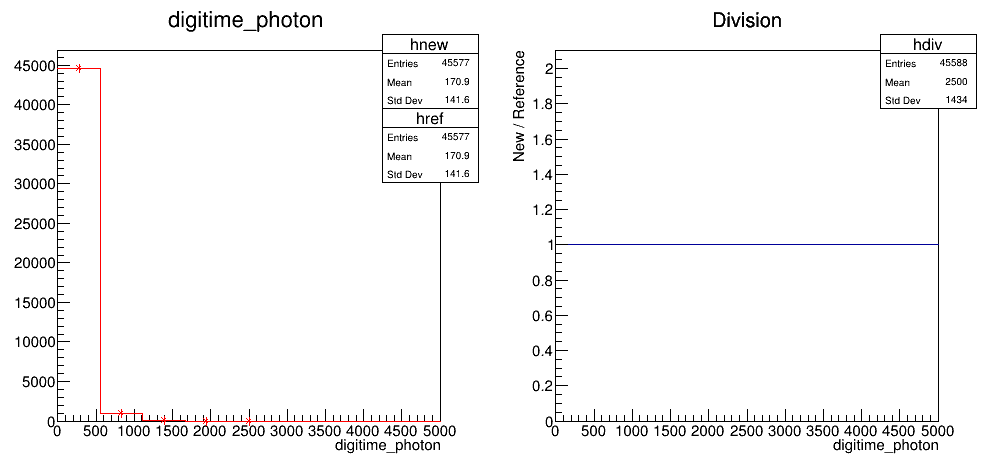 digitime_photon
hnew
Entries 45577
Mean 170.9
Std Dev 141.6
href
Entries 45577
Mean 170.9
Std Dev 141.6
45000
40000
35000
30000
25000
20000
15000
10000
5000
0
0 500 1000 1500 2000 2500 3000 3500 4000 4500 5000
digitime_photon
Division
hdiv
Entries 45588
Mean 2500
Std Dev 1434
New / Reference
2
1.8
1.6
1.4
1.2
1
0.8
0.6
0.4
0.2
0
0 500 1000 1500 2000 2500 3000 3500 4000 4500 5000
digitime_photon